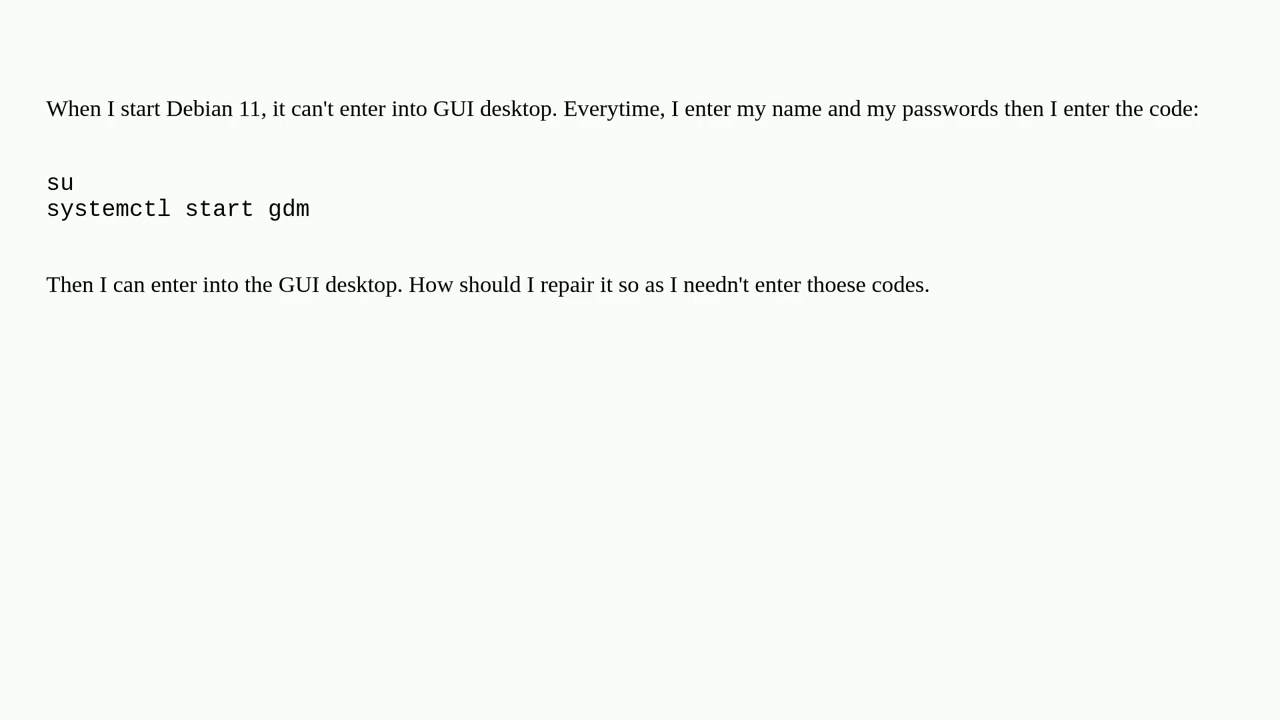 When I start Debian 11, it can't enter into GUI desktop. Everytime, I enter my name and my passwords then I enter the code:
su
systemctl start gdm
Then I can enter into the GUI desktop. How should I repair it so as I needn't enter thoese codes.